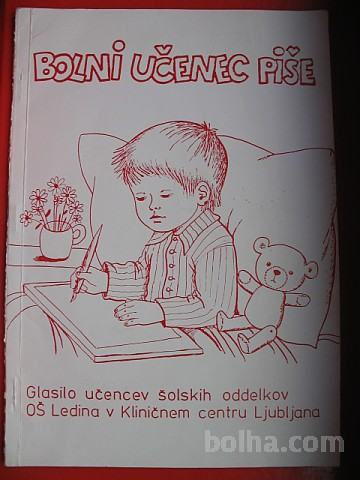 BOLNI UČENEC PIŠE
Glasilo učencev šolskih oddelkov
OŠ Ledina v Kliničnem centru Ljubljana
bolha.com